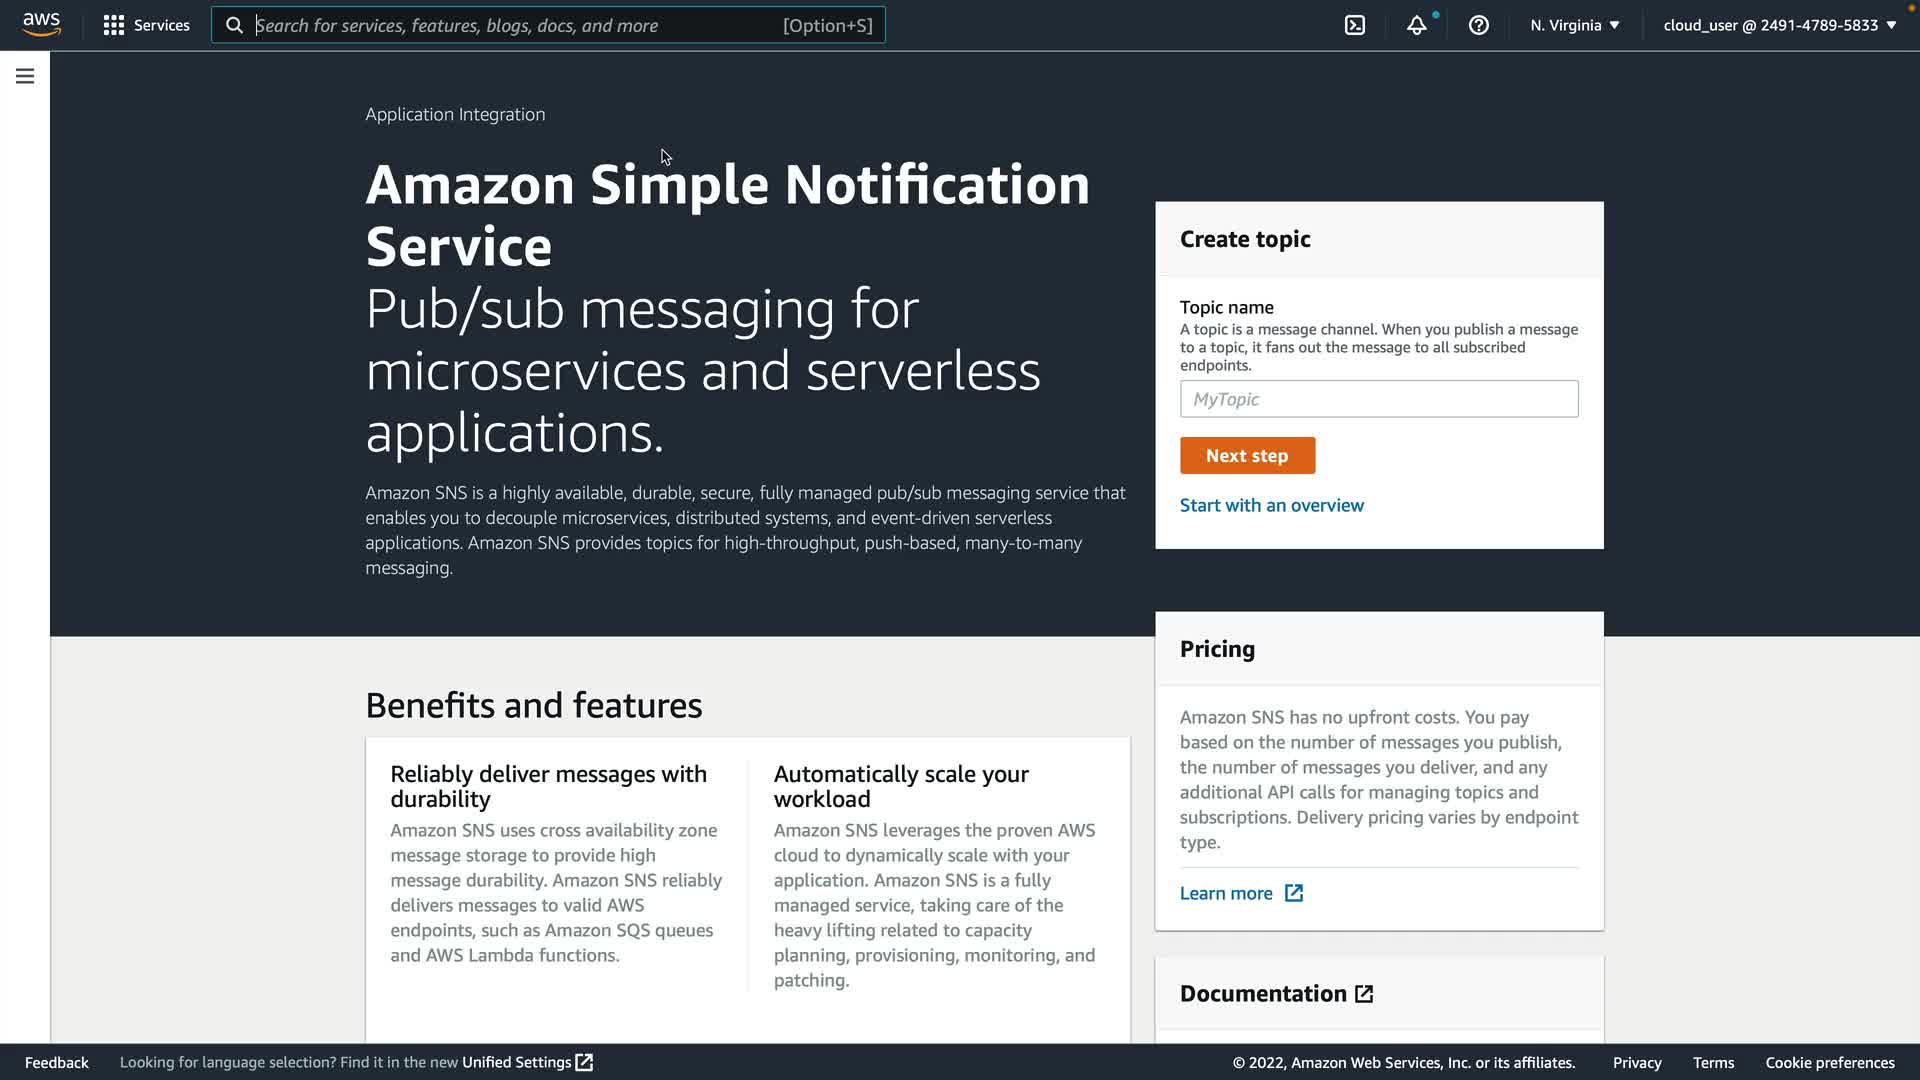 aws
Services
Search for services, features, blogs, docs, and more
[Option+S]
N. Virginia
cloud_user @ 2491-4789-5833
Application Integration
Amazon Simple Notification
Service
Pub/sub messaging for
microservices and serverless
applications.
Amazon SNS is a highly available, durable, secure, fully managed pub/sub messaging service that
enables you to decouple microservices, distributed systems, and event-driven serverless
applications. Amazon SNS provides topics for high-throughput, push-based, many-to-many
messaging.
Create topic
Topic name
A topic is a message channel. When you publish a message
to a topic, it fans out the message to all subscribed
endpoints.
MyTopic
Next step
Start with an overview
Pricing
Amazon SNS has no upfront costs. You pay
based on the number of messages you publish,
the number of messages you deliver, and any
additional API calls for managing topics and
subscriptions. Delivery pricing varies by endpoint
type.
Learn more
Documentation
Benefits and features
Reliably deliver messages with
durability
Amazon SNS uses cross availability zone
message storage to provide high
message durability. Amazon SNS reliably
delivers messages to valid AWS
endpoints, such as Amazon SQS queues
and AWS Lambda functions.
Automatically scale your
workload
Amazon SNS leverages the proven AWS
cloud to dynamically scale with your
application. Amazon SNS is a fully
managed service, taking care of the
heavy lifting related to capacity
planning, provisioning, monitoring, and
patching.
Feedback
Looking for language selection? Find it in the new Unified Settings
© 2022, Amazon Web Services, Inc. or its affiliates.
Privacy
Terms
Cookie preferences